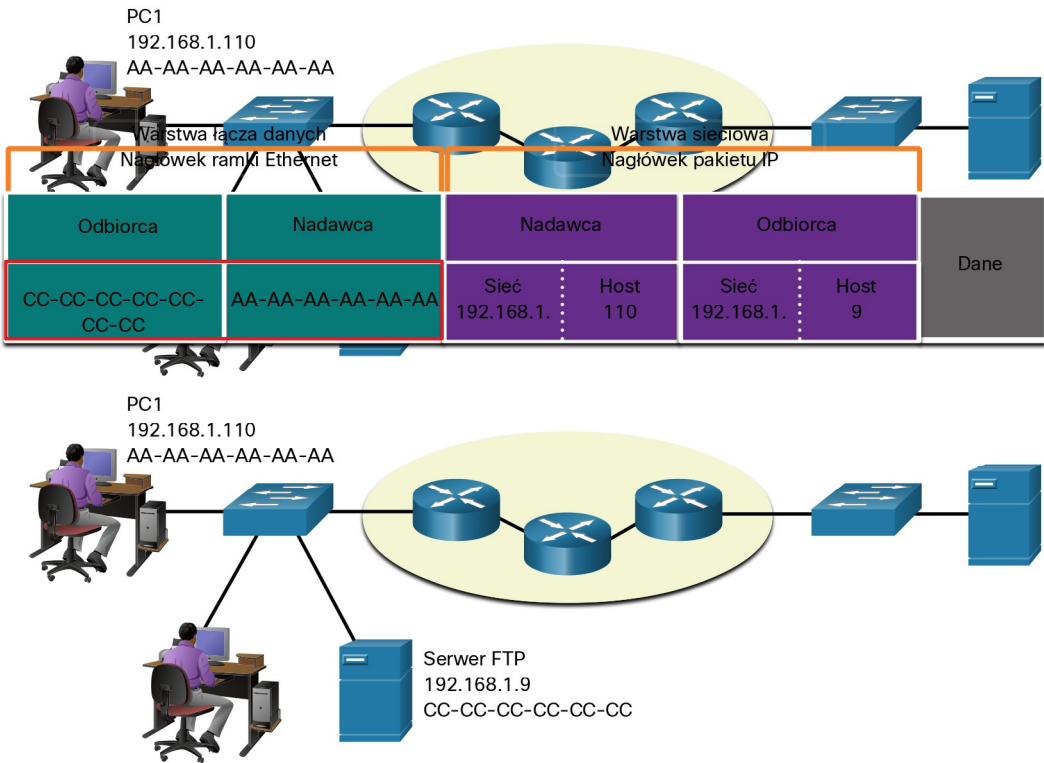 PC1
192.168.1.110
AA-AA-AA-AA-AA-AA
Warstwa łącza danych
Nagłówek ramki Ethernet
Warstwa sieciowa
Nagłówek pakietu IP
Odbiorca
Nadawca
Nadawca
Odbiorca
Dane
CC-CC-CC-CC-CC-
CC-CC
AA-AA-AA-AA-AA-AA
Sieć
192.168.1.
Host
110
Sieć
192.168.1.
Host
9
PC1
192.168.1.110
AA-AA-AA-AA-AA-AA
Serwer FTP
192.168.1.9
CC-CC-CC-CC-CC-CC